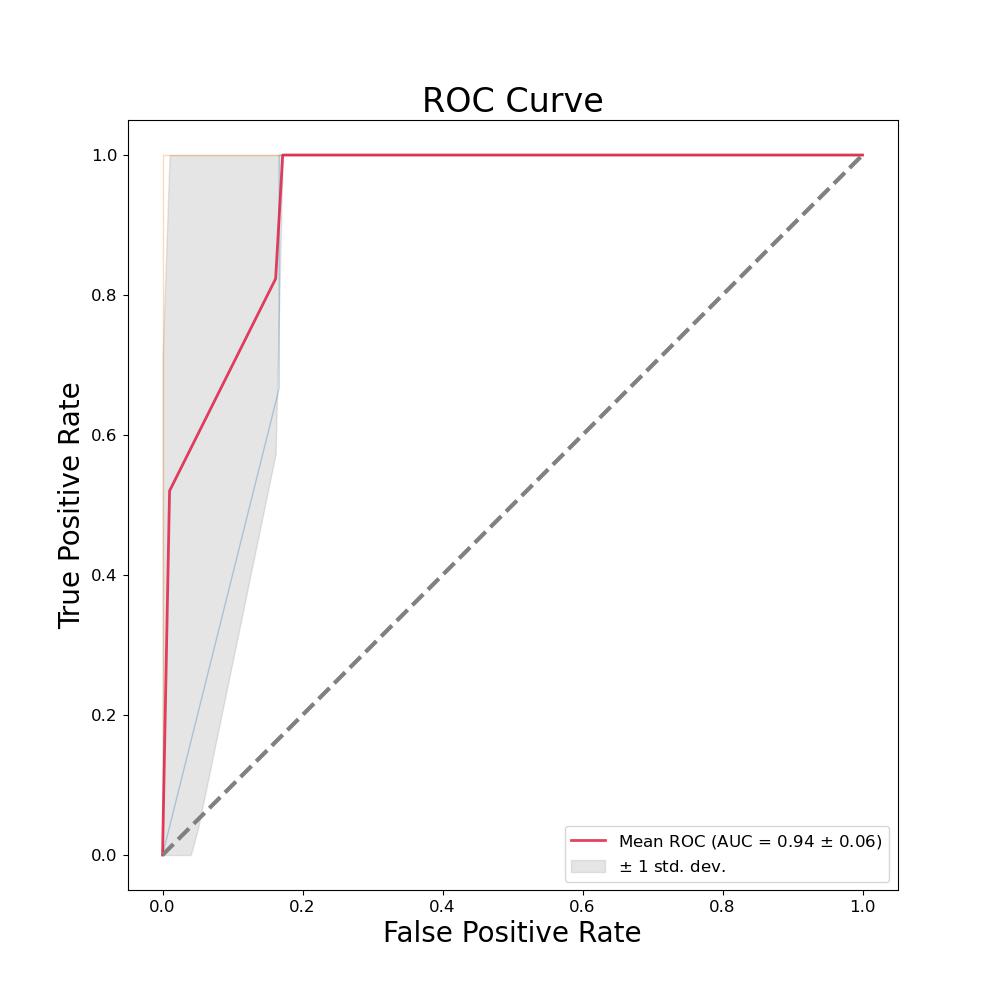 ROC Curve
True Positive Rate
1.0
0.8
0.6
0.4
0.2
0.0
Mean ROC (AUC = 0.94 ± 0.06)
± 1 std. dev.
0.0 0.2 0.4 0.6 0.8 1.0
False Positive Rate